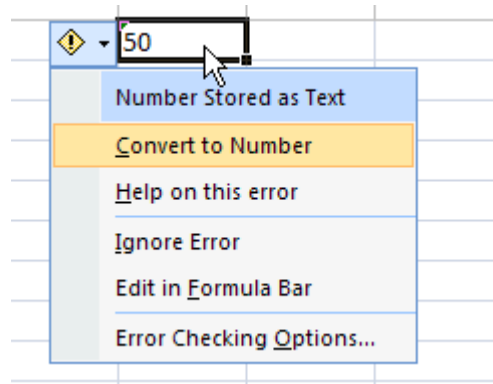 50
Number Stored as Text
Convert to Number
Help on this error
Ignore Error
Edit in Formula Bar
Error Checking Options...